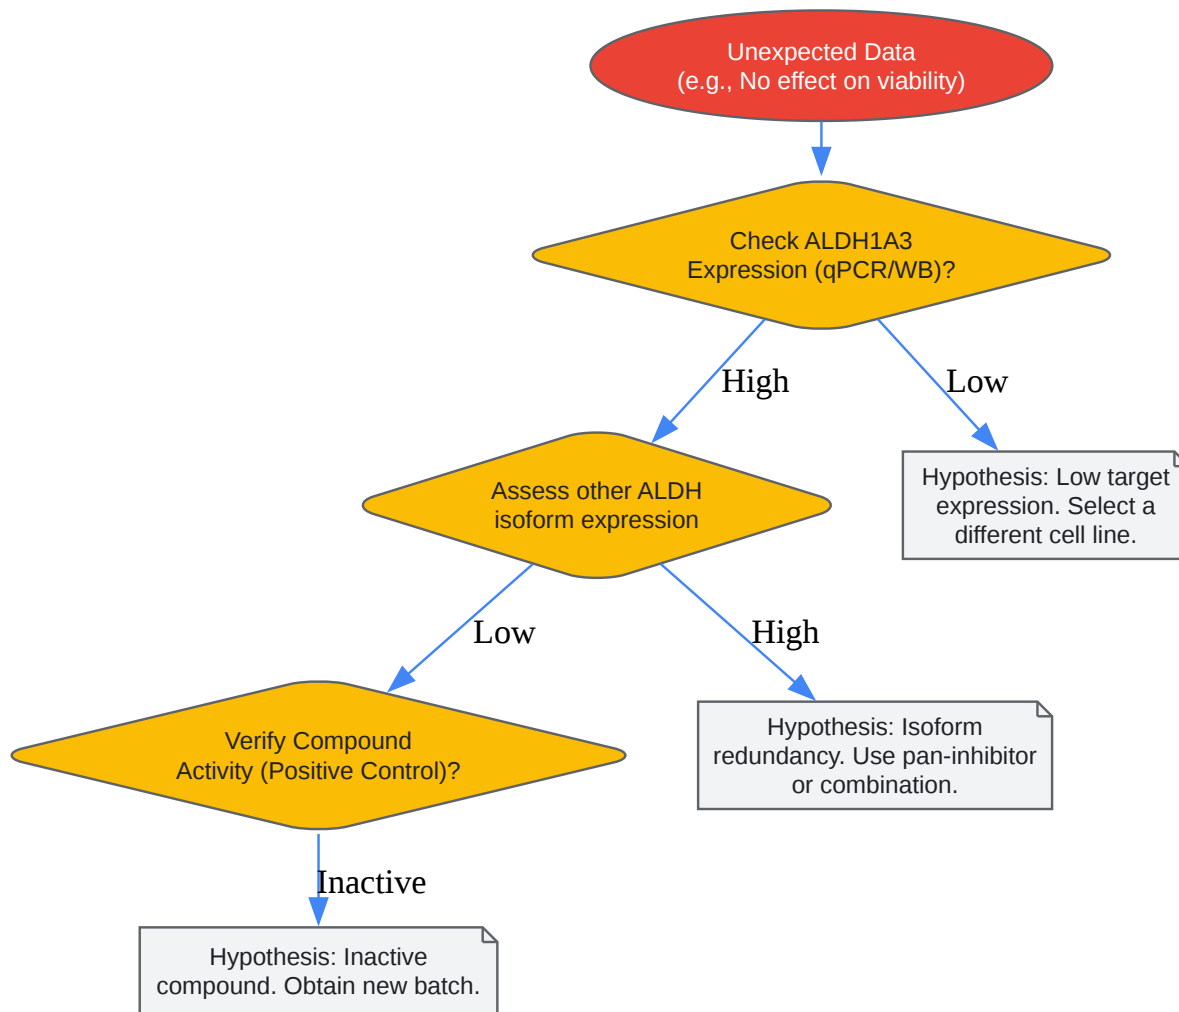 Unexpected Data
(e.g., No effect on viability)
Check ALDH1A3
Expression (qPCR/WB)?
High
Low
Assess other ALDH
isoform expression
Hypothesis: Low target
expression. Select a
different cell line.
Low
High
Verify Compound
Activity (Positive Control)?
Hypothesis: Isoform
redundancy. Use pan-inhibitor
or combination.
Inactive
Hypothesis: Inactive
compound. Obtain new batch.